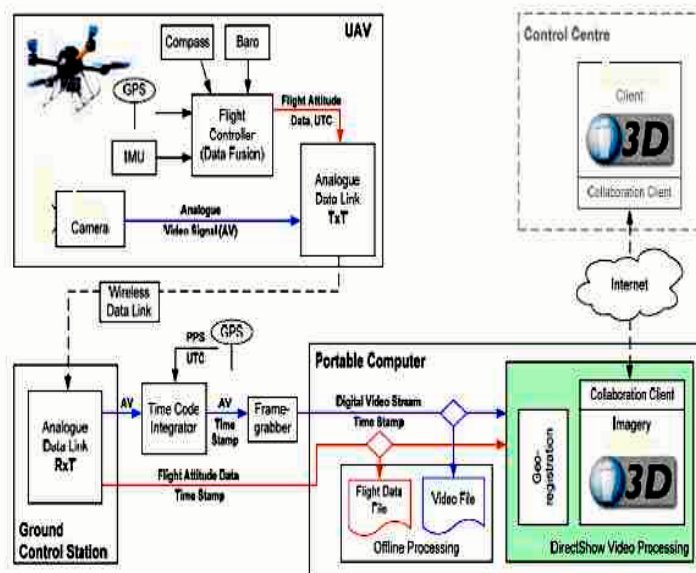 UAV
Compass
Baro
GPS
IMU
Flight
Controller
(Data Fusion)
Flight Attitude
Data, UTC
Analogue
Data Link
TxT
Camera
Analogue
Video Signal (AV)
Control Centre
Client
3D
Collaboration Client
Internet
Wireless
Data Link
PPS
UTC
GPS
Ground
Control Station
Analogue
Data Link
RxT
AV
Time Code
Integrator
AV
Time
Stamp
Frame-
grabber
Flight Attitude Data
Time Stamp
Portable Computer
Digital Video Stream
Time Stamp
Flight Data
File
Video File
Offline Processing
Geo-
registration
Collaboration Client
Imagery
3D
DirectShow Video Processing